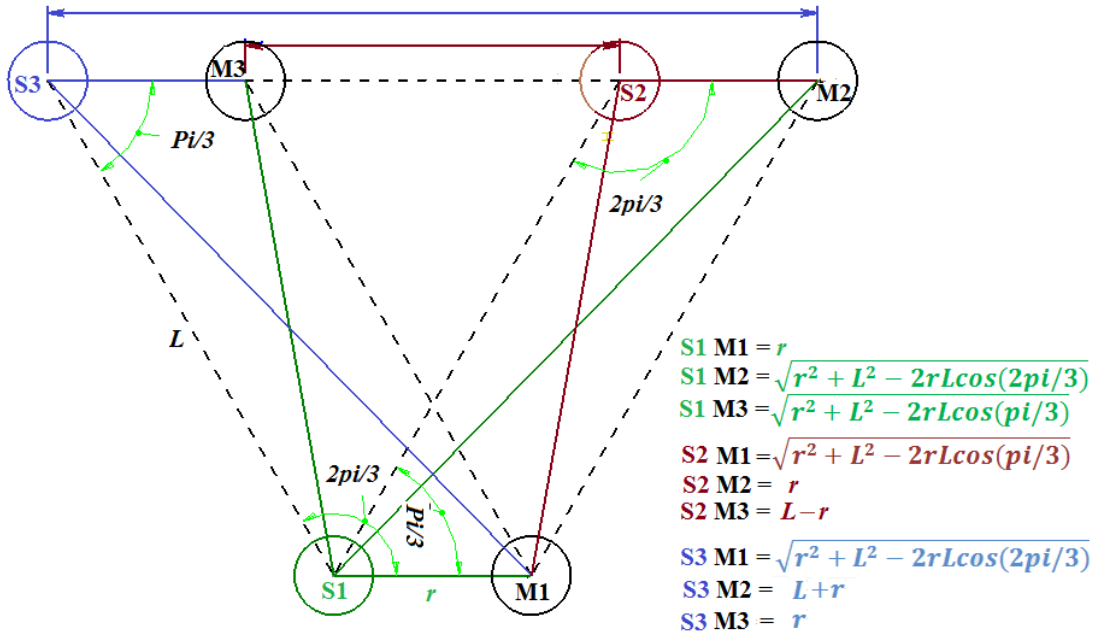 S3
M3
S2
M2
Pi/3
2pi/3
L
2pi/3
Pi/3
S1
r
M1
S1 M1 = r
S1 M2 = √r² + L² − 2rLcos(2pi/3)
S1 M3 = √r² + L² − 2rLcos(pi/3)
S2 M1 = √r² + L² − 2rLcos(pi/3)
S2 M2 = r
S2 M3 = L−r
S3 M1 = √r² + L² − 2rLcos(2pi/3)
S3 M2 = L+r
S3 M3 = r